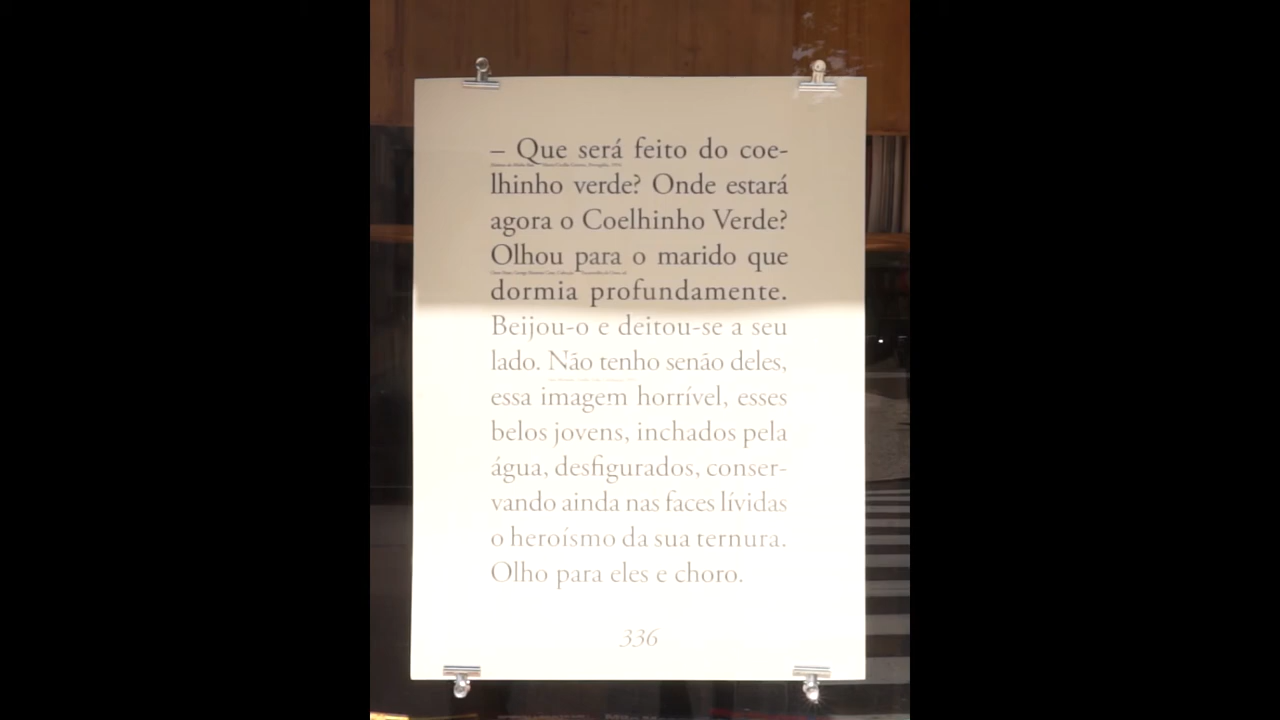 – Que será feito do coe-
lhinho verde? Onde estará
agora o Coelhinho Verde?
Olhou para o marido que
dormia profundamente.
Beijou-o e deitou-se a seu
lado. Não tenho senão deles,
essa imagem horrível, esses
belos jovens, inchados pela
água, desfigurados, conser-
vando ainda nas faces lívidas
o heroísmo da sua ternura.
Olho para eles e choro.
336